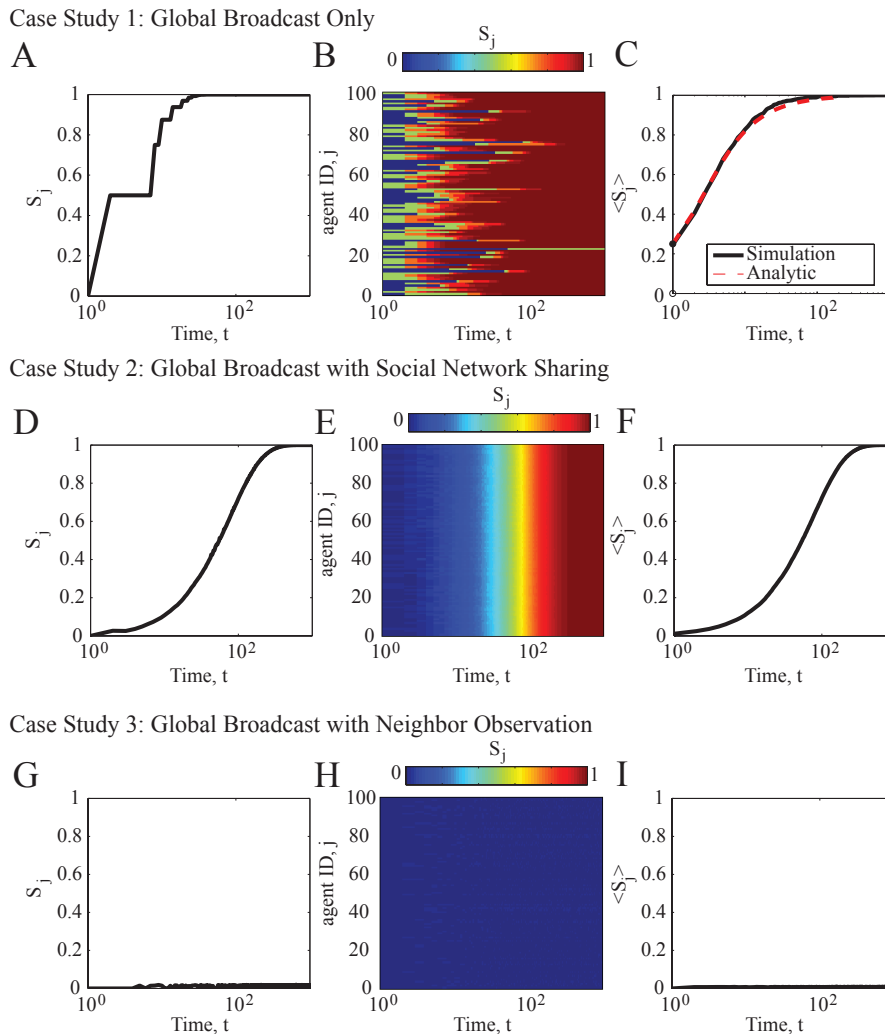 Case Study 1: Global Broadcast Only
A
B
C
S_j
0
1
1
0.8
0.6
0.4
0.2
0
S_j
10^0
10^2
Time, t
100
80
60
40
20
0
agent ID, j
10^0
10^2
Time, t
1
0.8
0.6
0.4
0.2
0
<S_j>
Simulation
Analytic
10^0
10^2
Time, t
Case Study 2: Global Broadcast with Social Network Sharing
D
E
F
S_j
0
1
1
0.8
0.6
0.4
0.2
0
S_j
10^0
10^2
Time, t
100
80
60
40
20
0
agent ID, j
10^0
10^2
Time, t
1
0.8
0.6
0.4
0.2
0
<S_j>
10^0
10^2
Time, t
Case Study 3: Global Broadcast with Neighbor Observation
G
H
I
S_j
0
1
1
0.8
0.6
0.4
0.2
0
S_j
10^0
10^2
Time, t
100
80
60
40
20
0
agent ID, j
10^0
10^2
Time, t
1
0.8
0.6
0.4
0.2
0
<S_j>
10^0
10^2
Time, t